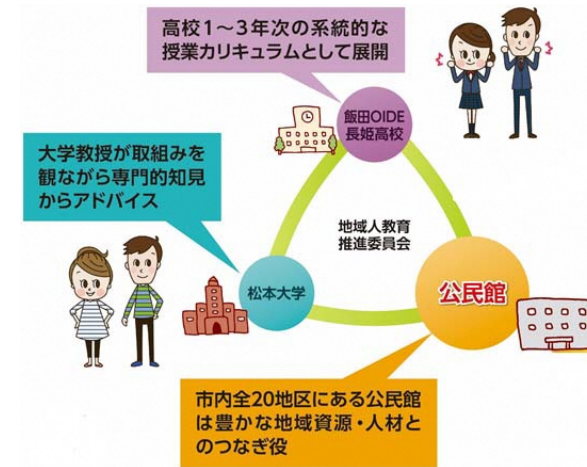 高校1～3年次の系統的な
授業カリキュラムとして展開
飯田OIDE
長姫高校
大学教授が取組みを
観ながら専門的知見
からアドバイス
地域人教育
推進委員会
松本大学
公民館
市内全20地区にある公民館
は豊かな地域資源・人材と
のつなぎ役